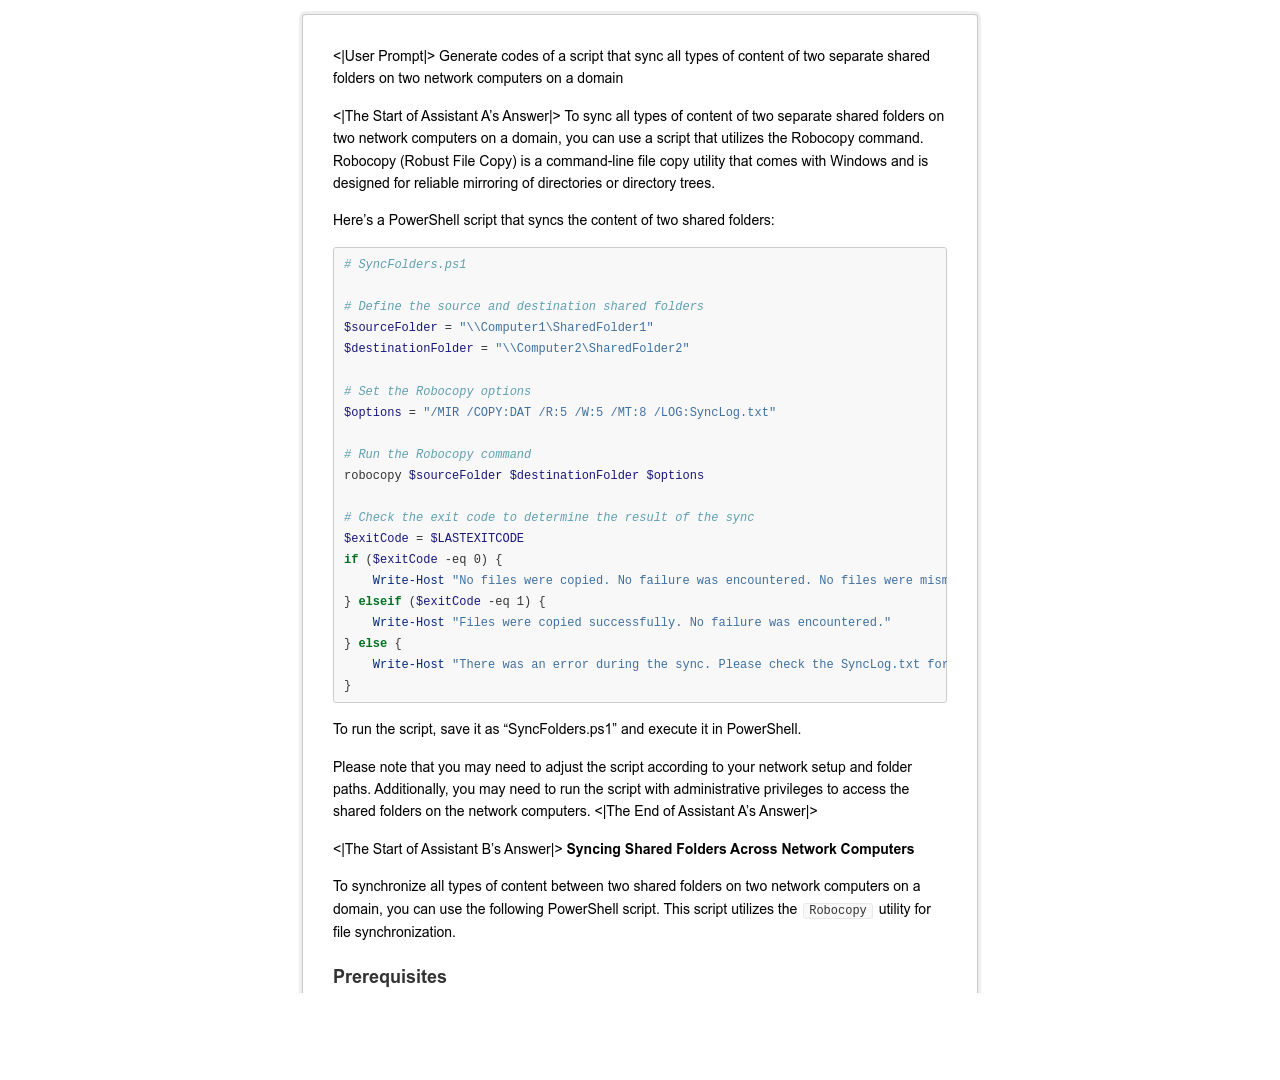 <|User Prompt|> Generate codes of a script that sync all types of content of two separate shared
folders on two network computers on a domain
<|The Start of Assistant A’s Answer|> To sync all types of content of two separate shared folders on
two network computers on a domain, you can use a script that utilizes the Robocopy command.
Robocopy (Robust File Copy) is a command-line file copy utility that comes with Windows and is
designed for reliable mirroring of directories or directory trees.
Here’s a PowerShell script that syncs the content of two shared folders:
# SyncFolders.ps1
# Define the source and destination shared folders
$sourceFolder = "\\Computer1\SharedFolder1"
$destinationFolder = "\\Computer2\SharedFolder2"
# Set the Robocopy options
$options = "/MIR /COPY:DAT /R:5 /W:5 /MT:8 /LOG:SyncLog.txt"
# Run the Robocopy command
robocopy $sourceFolder $destinationFolder $options
# Check the exit code to determine the result of the sync
$exitCode = $LASTEXITCODE
if ($exitCode -eq 0) {
    Write-Host "No files were copied. No failure was encountered. No files were mism
} elseif ($exitCode -eq 1) {
    Write-Host "Files were copied successfully. No failure was encountered."
} else {
    Write-Host "There was an error during the sync. Please check the SyncLog.txt for
}
To run the script, save it as “SyncFolders.ps1” and execute it in PowerShell.
Please note that you may need to adjust the script according to your network setup and folder
paths. Additionally, you may need to run the script with administrative privileges to access the
shared folders on the network computers. <|The End of Assistant A’s Answer|>
<|The Start of Assistant B’s Answer|> Syncing Shared Folders Across Network Computers
To synchronize all types of content between two shared folders on two network computers on a
domain, you can use the following PowerShell script. This script utilizes the Robocopy utility for
file synchronization.
Prerequisites